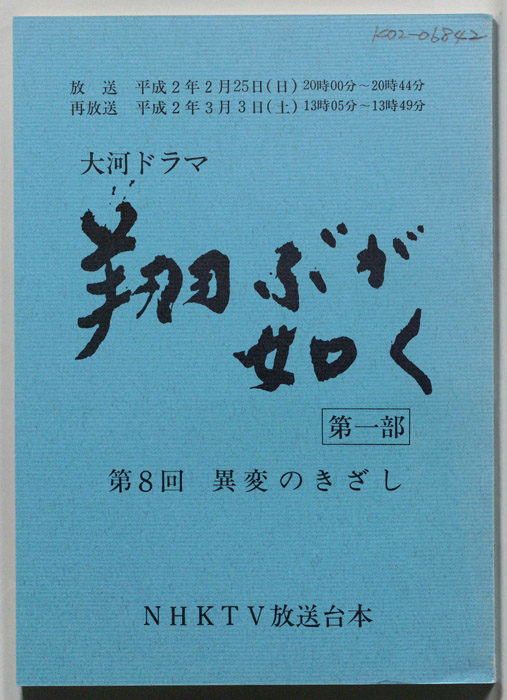 K02-06842
放　送　平成2年2月25日(日) 20時00分～20時44分
再放送　平成2年3月3日(土) 13時05分～13時49分
大河ドラマ
翔ぶが
如く
第一部
第8回　異変のきざし
NHKTV放送台本